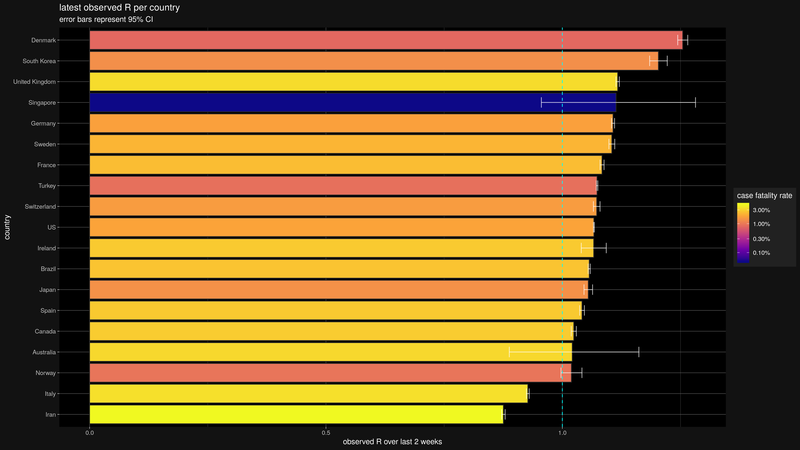 latest observed R per country
error bars represent 95% CI
Denmark
South Korea
United Kingdom
Singapore
Germany
Sweden
France
Turkey
Switzerland
US
Ireland
Brazil
Japan
Spain
Canada
Australia
Norway
Italy
Iran
country
0.0
0.5
1.0
observed R over last 2 weeks
case fatality rate
3.00%
1.00%
0.30%
0.10%